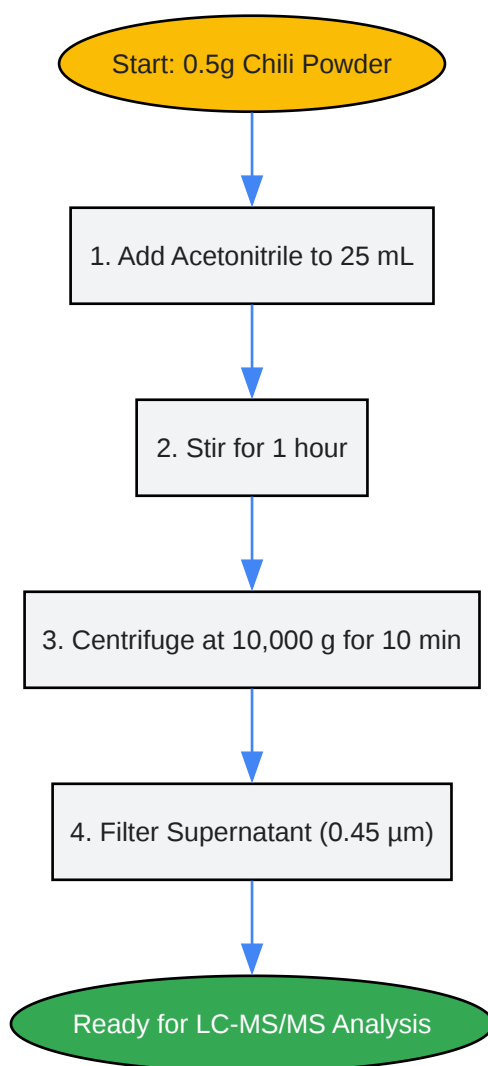 Start: 0.5g Chili Powder
1. Add Acetonitrile to 25 mL
2. Stir for 1 hour
3. Centrifuge at 10,000 g for 10 min
4. Filter Supernatant (0.45 µm)
Ready for LC-MS/MS Analysis